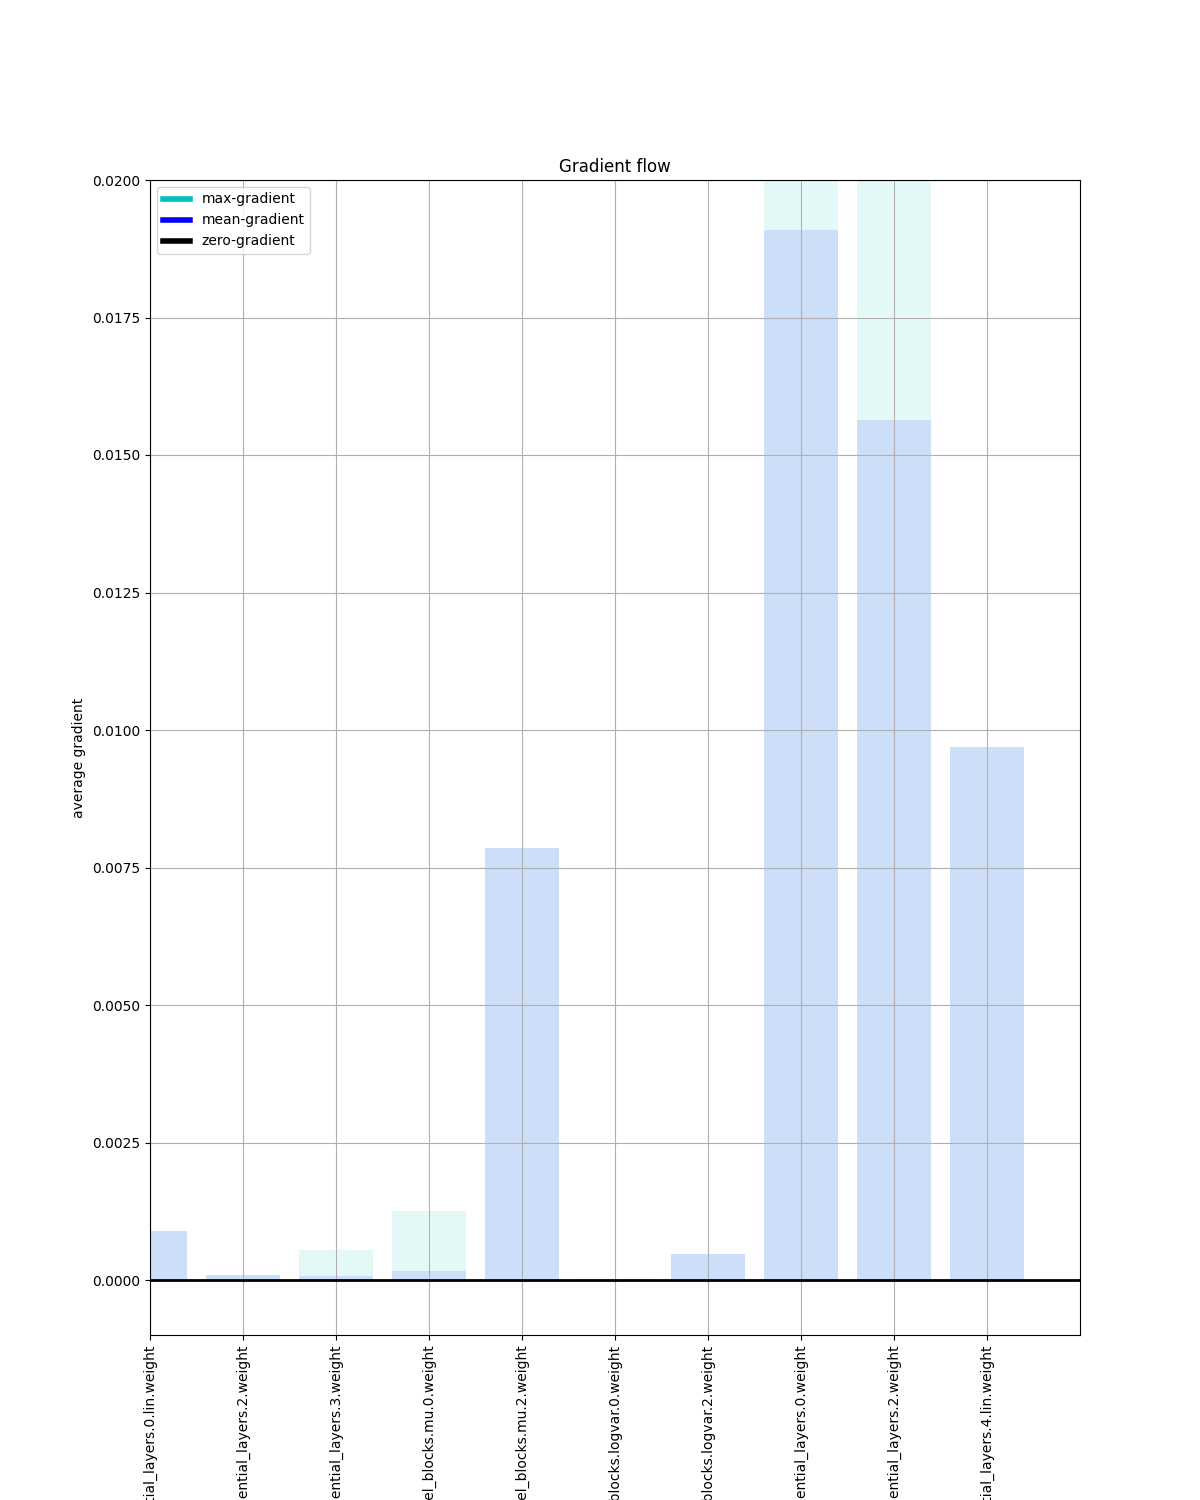 Gradient flow
max-gradient
mean-gradient
zero-gradient
0.0200
0.0175
0.0150
0.0125
0.0100
0.0075
0.0050
0.0025
0.0000
average gradient
tial_layers.0.lin.weight
ential_layers.2.weight
ential_layers.3.weight
el_blocks.mu.0.weight
el_blocks.mu.2.weight
blocks.logvar.0.weight
blocks.logvar.2.weight
ential_layers.0.weight
ential_layers.2.weight
tial_layers.4.lin.weight